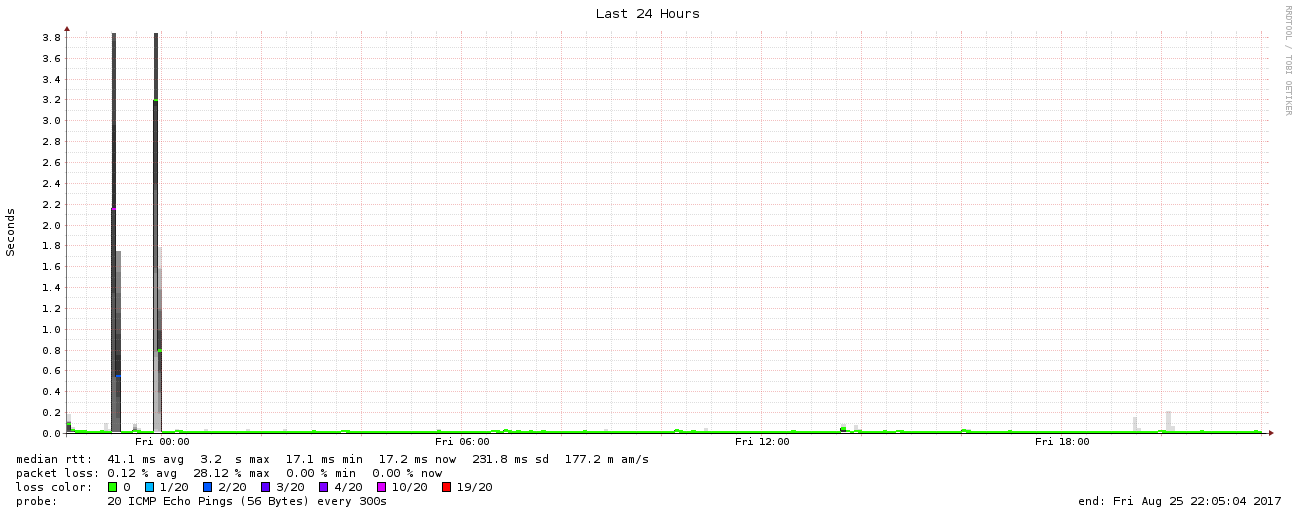 Last 24 Hours
RRDTOOL / TOBI OETIKER
Seconds
3.8
3.6
3.4
3.2
3.0
2.8
2.6
2.4
2.2
2.0
1.8
1.6
1.4
1.2
1.0
0.8
0.6
0.4
0.2
0.0
Fri 00:00 Fri 06:00 Fri 12:00 Fri 18:00
median rtt: 41.1 ms avg 3.2 s max 17.1 ms min 17.2 ms now 231.8 ms sd 177.2 m am/s
packet loss: 0.12 % avg 28.12 % max 0.00 % min 0.00 % now
loss color: 0 1/20 2/20 3/20 4/20 10/20 19/20
probe: 20 ICMP Echo Pings (56 Bytes) every 300s end: Fri Aug 25 22:05:04 2017